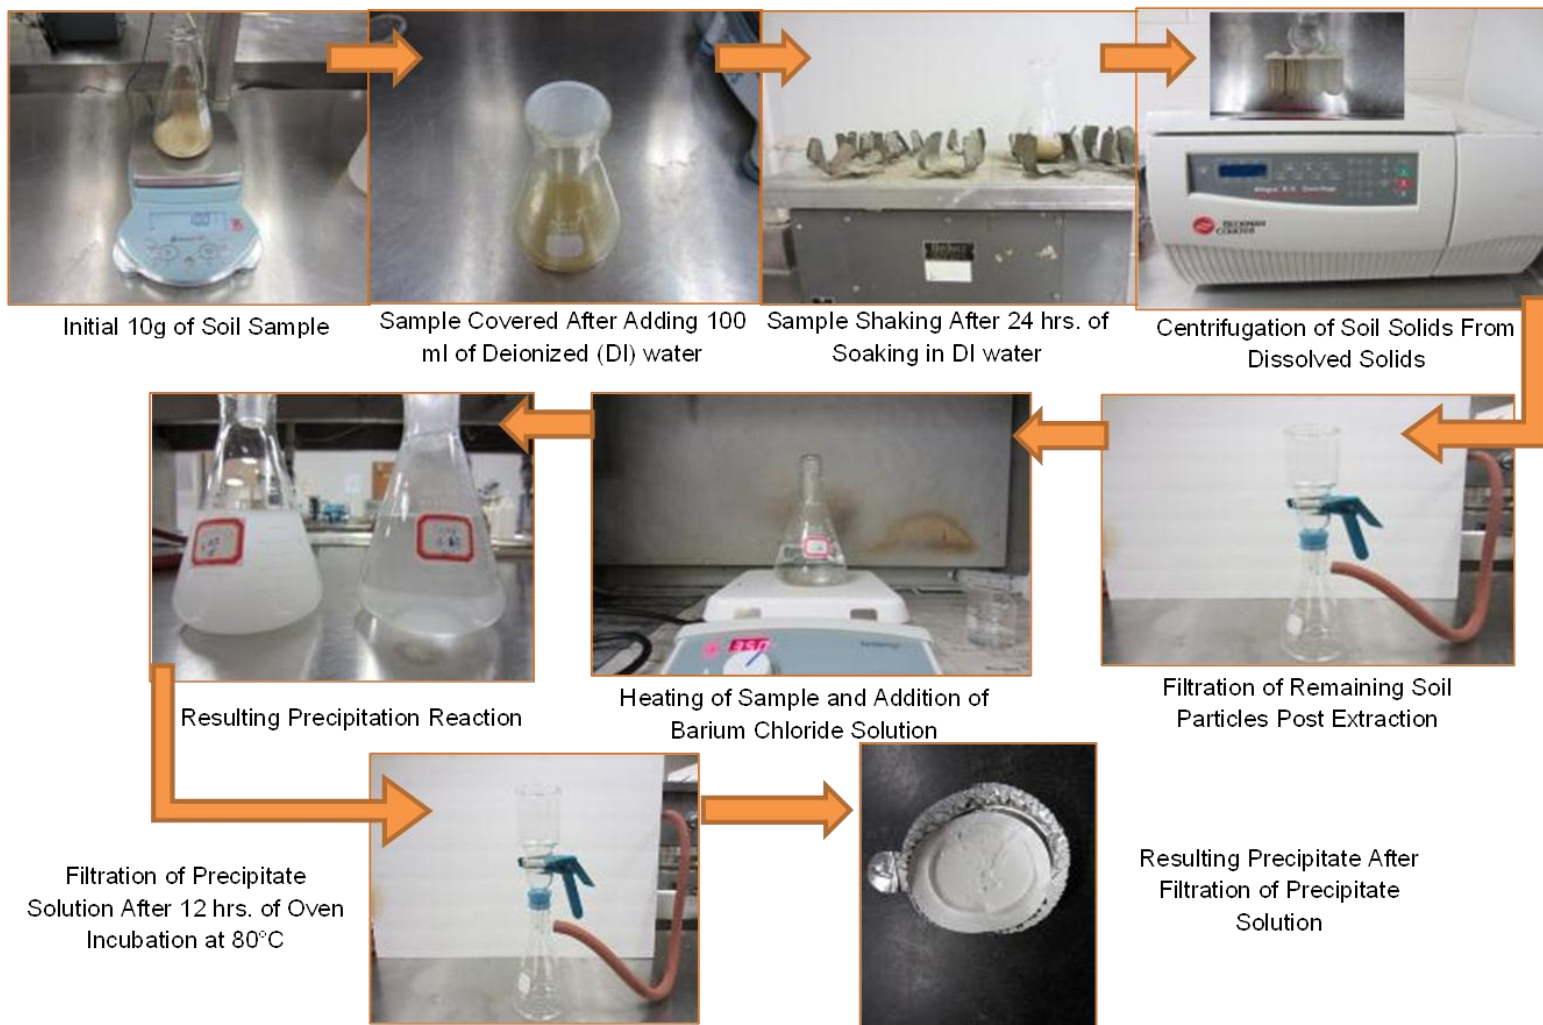 Initial 10g of Soil Sample
Sample Covered After Adding 100
ml of Deionized (DI) water
Sample Shaking After 24 hrs. of
Soaking in DI water
Centrifugation of Soil Solids From
Dissolved Solids
BECKMAN
COULTER
Resulting Precipitation Reaction
Heating of Sample and Addition of
Barium Chloride Solution
Filtration of Remaining Soil
Particles Post Extraction
Filtration of Precipitate
Solution After 12 hrs. of Oven
Incubation at 80°C
Resulting Precipitate After
Filtration of Precipitate
Solution